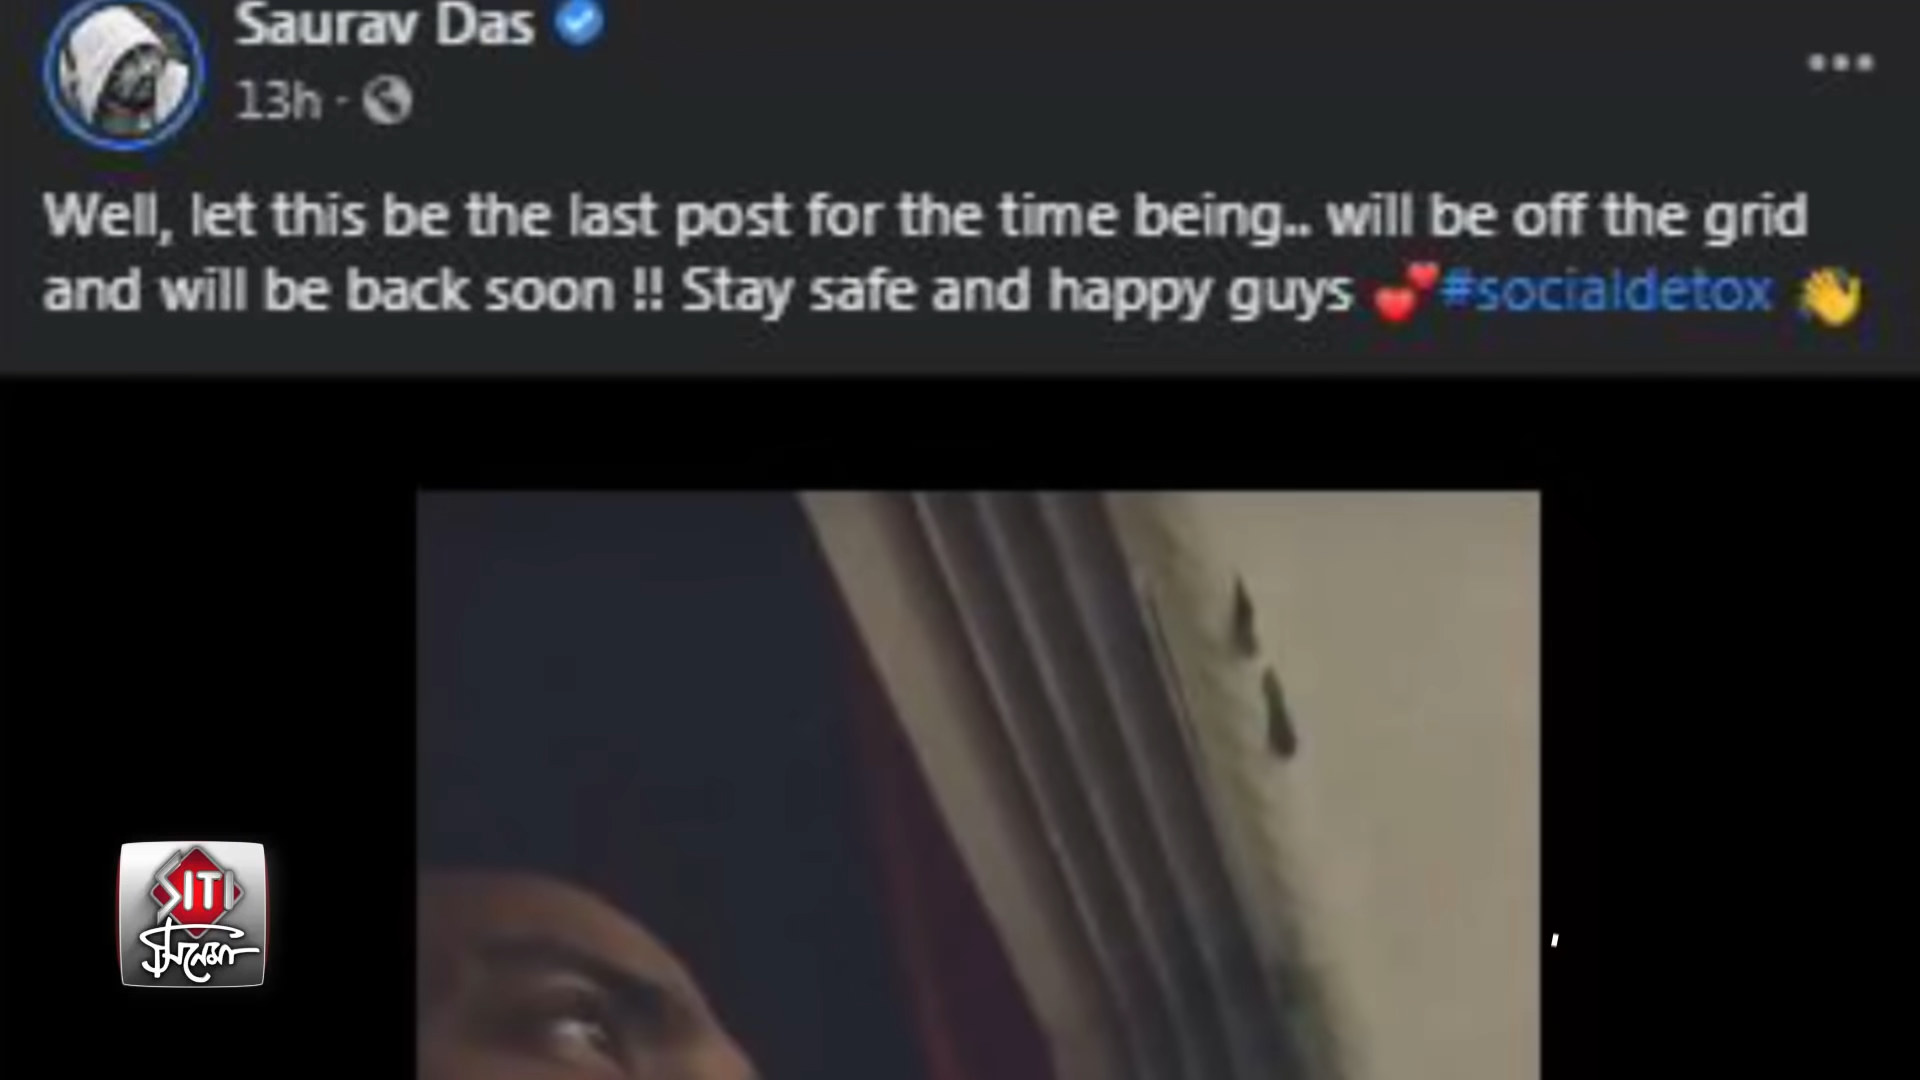 Saurav Das
13h ·
Well, let this be the last post for the time being.. will be off the grid
and will be back soon !! Stay safe and happy guys 💕#socialdetox 👋
SITI
সিনেমা